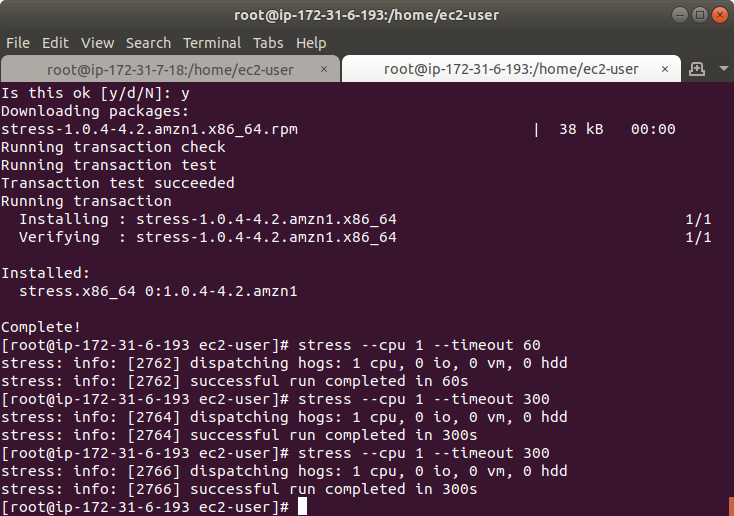 root@ip-172-31-6-193:/home/ec2-user
File Edit View Search Terminal Tabs Help
root@ip-172-31-7-18:/home/ec2-user × root@ip-172-31-6-193:/home/ec2-user ×
Is this ok [y/d/N]: y
Downloading packages:
stress-1.0.4-4.2.amzn1.x86_64.rpm | 38 kB 00:00
Running transaction check
Running transaction test
Transaction test succeeded
Running transaction
  Installing : stress-1.0.4-4.2.amzn1.x86_64 1/1
  Verifying  : stress-1.0.4-4.2.amzn1.x86_64 1/1
Installed:
  stress.x86_64 0:1.0.4-4.2.amzn1
Complete!
[root@ip-172-31-6-193 ec2-user]# stress --cpu 1 --timeout 60
stress: info: [2762] dispatching hogs: 1 cpu, 0 io, 0 vm, 0 hdd
stress: info: [2762] successful run completed in 60s
[root@ip-172-31-6-193 ec2-user]# stress --cpu 1 --timeout 300
stress: info: [2764] dispatching hogs: 1 cpu, 0 io, 0 vm, 0 hdd
stress: info: [2764] successful run completed in 300s
[root@ip-172-31-6-193 ec2-user]# stress --cpu 1 --timeout 300
stress: info: [2766] dispatching hogs: 1 cpu, 0 io, 0 vm, 0 hdd
stress: info: [2766] successful run completed in 300s
[root@ip-172-31-6-193 ec2-user]#